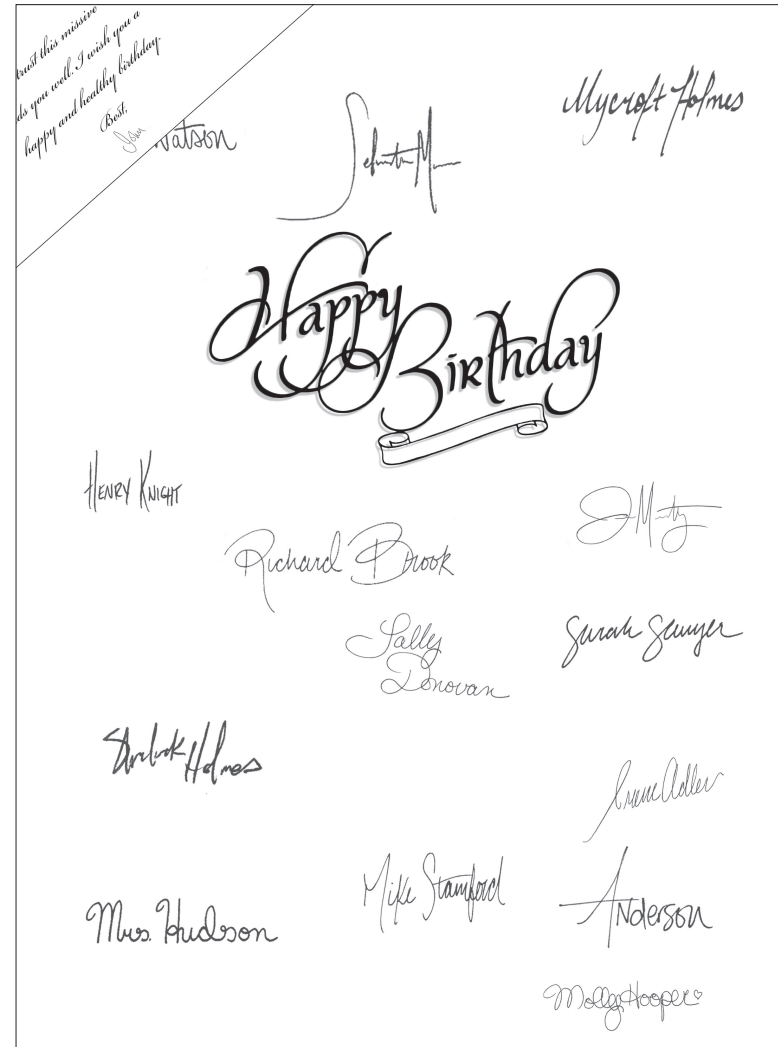 trust this missive
ds you well. I wish you a
happy and healthy birthday.
Best,
John
Watson
Mycroft Holmes
Happy
Birthday
Henry Knight
Richard Brook
Sally
Donovan
Sarah Sawyer
Sherlock Holmes
Irene Adler
Mike Stamford
Anderson
Mrs. Hudson
Molly Hooper